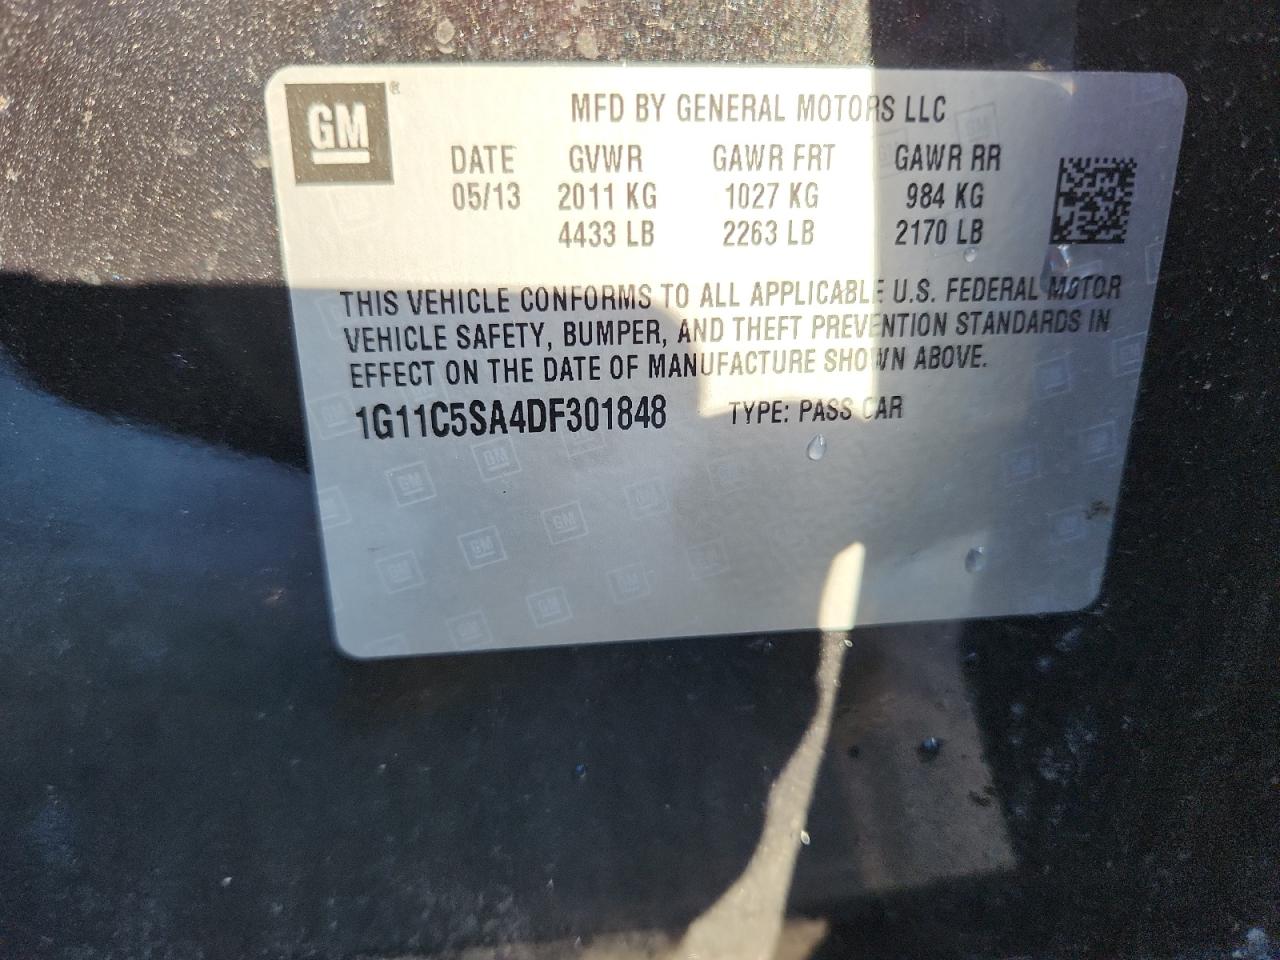 GM ®
MFD BY GENERAL MOTORS LLC
DATE GVWR GAWR FRT GAWR RR
05/13 2011 KG 1027 KG 984 KG
4433 LB 2263 LB 2170 LB
THIS VEHICLE CONFORMS TO ALL APPLICABLE U.S. FEDERAL MOTOR
VEHICLE SAFETY, BUMPER, AND THEFT PREVENTION STANDARDS IN
EFFECT ON THE DATE OF MANUFACTURE SHOWN ABOVE.
1G11C5SA4DF301848 TYPE: PASS CAR